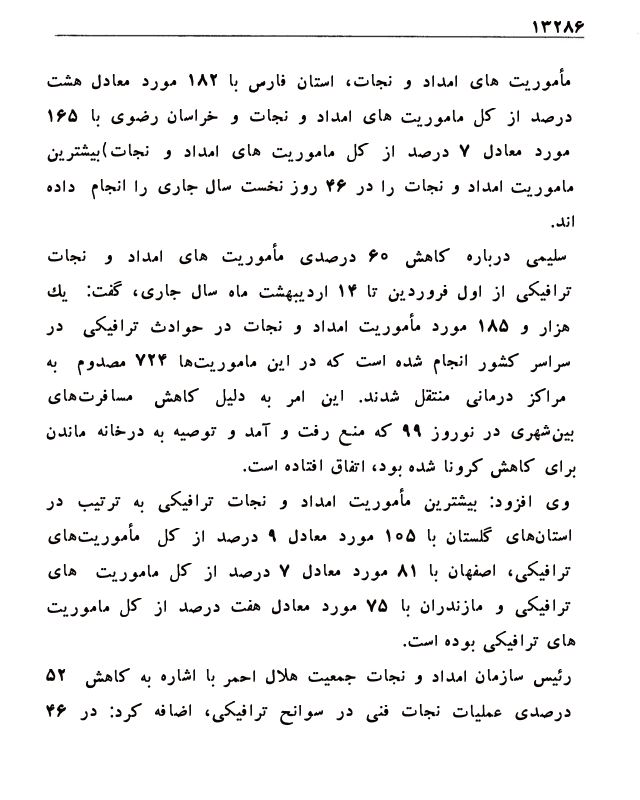 ۱۳۲۸۶
مأموریت های امداد و نجات، استان فارس با ۱۸۲ مورد معادل هشت
درصد از کل ماموریت های امداد و نجات و خراسان رضوی با ۱۶۵
مورد معادل ۷ درصد از کل ماموریت های امداد و نجات)بیشترین
ماموریت امداد و نجات را در ۴۶ روز نخست سال جاری را انجام داده
اند.
سلیمی درباره کاهش ۶۰ درصدی مأموریت های امداد و نجات
ترافیکی از اول فروردین تا ۱۴ اردیبهشت ماه سال جاری، گفت: یك
هزار و ۱۸۵ مورد مأموریت امداد و نجات در حوادث ترافیکی در
سراسر کشور انجام شده است که در این ماموریت‌ها ۷۲۴ مصدوم به
مراکز درمانی منتقل شدند. این امر به دلیل کاهش مسافرت‌های
بین‌شهری در نوروز ۹۹ که منع رفت و آمد و توصیه به درخانه ماندن
برای کاهش کرونا شده بود، اتفاق افتاده است.
وی افزود: بیشترین مأموریت امداد و نجات ترافیکی به ترتیب در
استان‌های گلستان با ۱۰۵ مورد معادل ۹ درصد از کل مأموریت‌های
ترافیکی، اصفهان با ۸۱ مورد معادل ۷ درصد از کل ماموریت های
ترافیکی و مازندران با ۷۵ مورد معادل هفت درصد از کل ماموریت
های ترافیکی بوده است.
رئیس سازمان امداد و نجات جمعیت هلال احمر با اشاره به کاهش ۵۲
درصدی عملیات نجات فنی در سوانح ترافیکی، اضافه کرد: در ۴۶